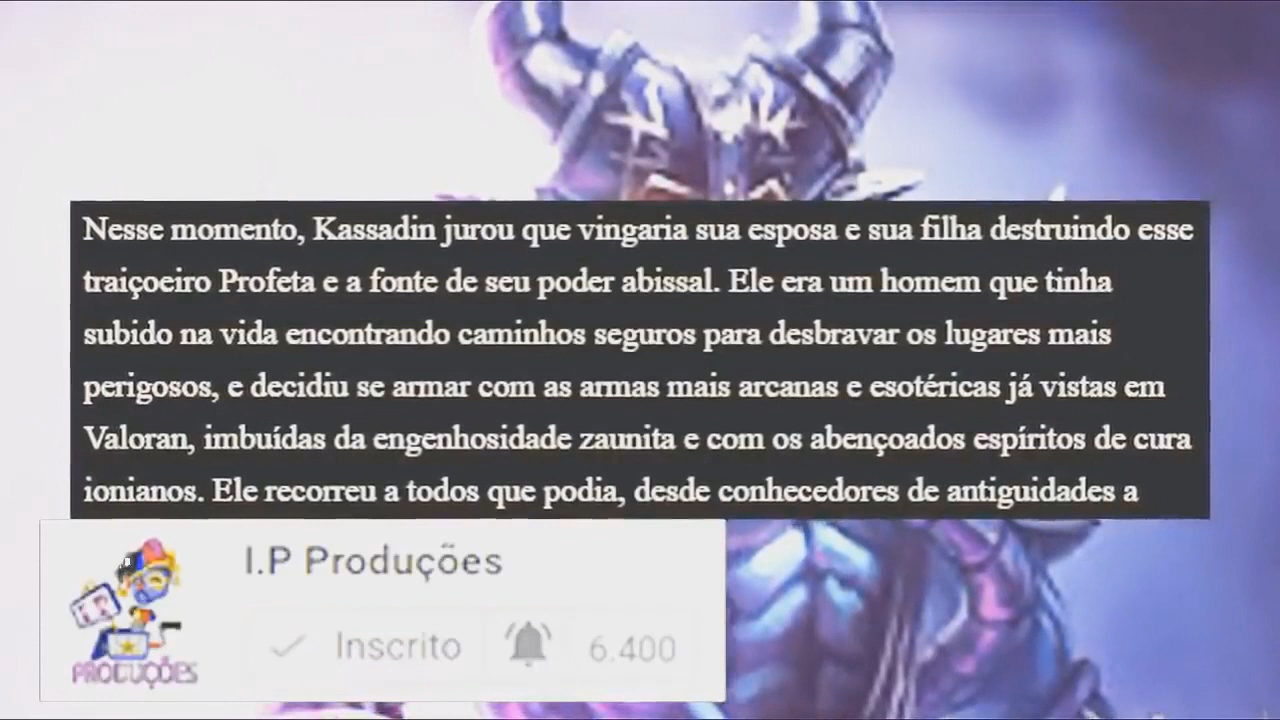 Nesse momento, Kassadin jurou que vingaria sua esposa e sua filha destruindo esse
traiçoeiro Profeta e a fonte de seu poder abissal. Ele era um homem que tinha
subido na vida encontrando caminhos seguros para desbravar os lugares mais
perigosos, e decidiu se armar com as armas mais arcanas e esotéricas já vistas em
Valoran, imbuídas da engenhosidade zaunita e com os abençoados espíritos de cura
ionianos. Ele recorreu a todos que podia, desde conhecedores de antiguidades a
I.P Produções
Inscrito 6.400
PRODUÇÕES